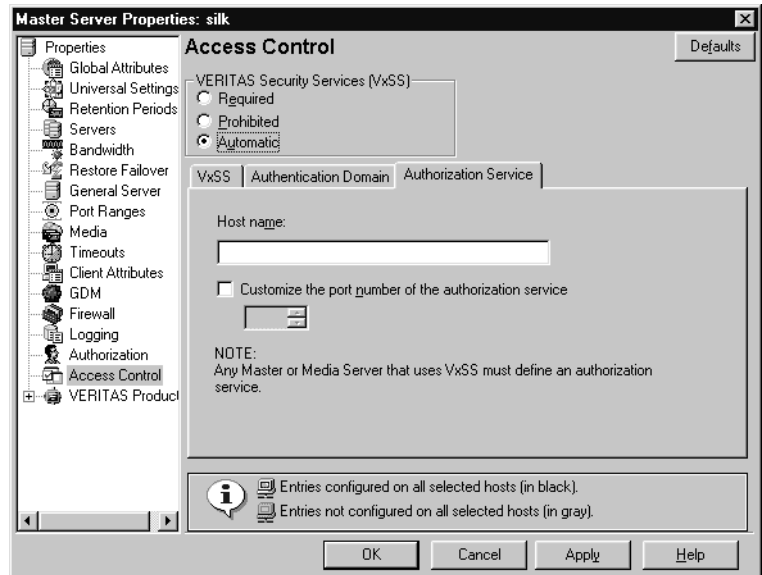 Master Server Properties: silk
Properties
Global Attributes
Universal Settings
Retention Periods
Servers
Bandwidth
Restore Failover
General Server
Port Ranges
Media
Timeouts
Client Attributes
GDM
Firewall
Logging
Authorization
Access Control
VERITAS Product
Access Control
Defaults
VERITAS Security Services (VxSS)
Required
Prohibited
Automatic
VxSS Authentication Domain Authorization Service
Host name:
Customize the port number of the authorization service
NOTE:
Any Master or Media Server that uses VxSS must define an authorization
service.
Entries configured on all selected hosts (in black).
Entries not configured on all selected hosts (in gray).
OK Cancel Apply Help